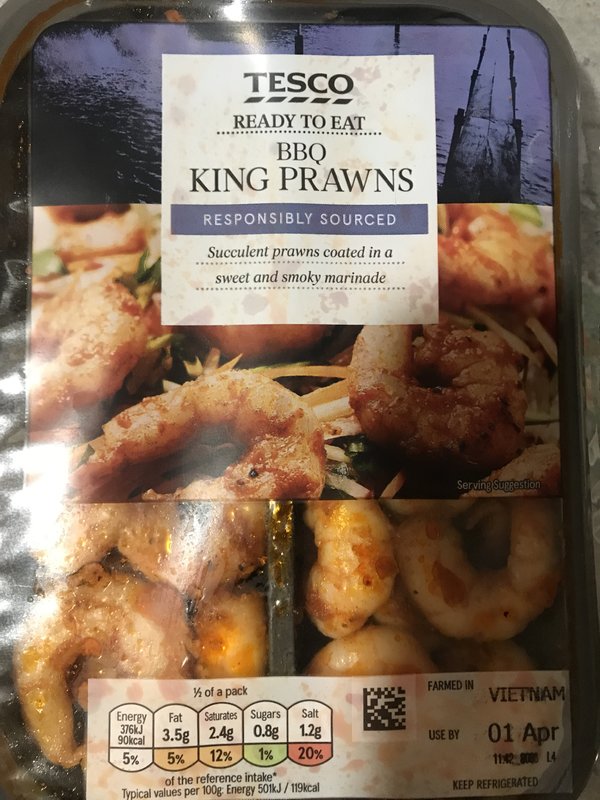 TESCO
READY TO EAT
BBQ
KING PRAWNS
RESPONSIBLY SOURCED
Succulent prawns coated in a
sweet and smoky marinade
Serving Suggestion
½ of a pack
Energy 376kJ 90kcal 5%
Fat 3.5g 5%
Saturates 2.4g 12%
Sugars 0.8g 1%
Salt 1.2g 20%
of the reference intake*
Typical values per 100g: Energy 501kJ / 119kcal
FARMED IN VIETNAM
USE BY 01 Apr
11:42 L4
KEEP REFRIGERATED